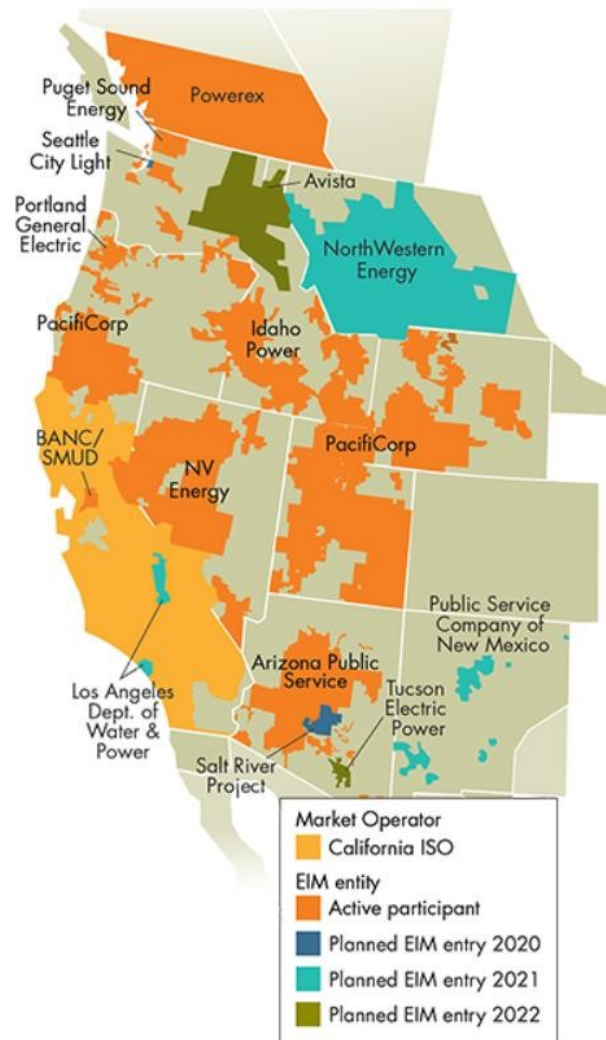 Powerex
Puget Sound
Energy
Seattle
City Light
Avista
Portland
General
Electric
NorthWestern
Energy
PacifiCorp
Idaho
Power
BANC/
SMUD
NV
Energy
PacifiCorp
Public Service
Company of
New Mexico
Arizona Public
Service
Tucson
Electric
Power
Los Angeles
Dept. of
Water &
Power
Salt River
Project
Market Operator
California ISO
EIM entity
Active participant
Planned EIM entry 2020
Planned EIM entry 2021
Planned EIM entry 2022